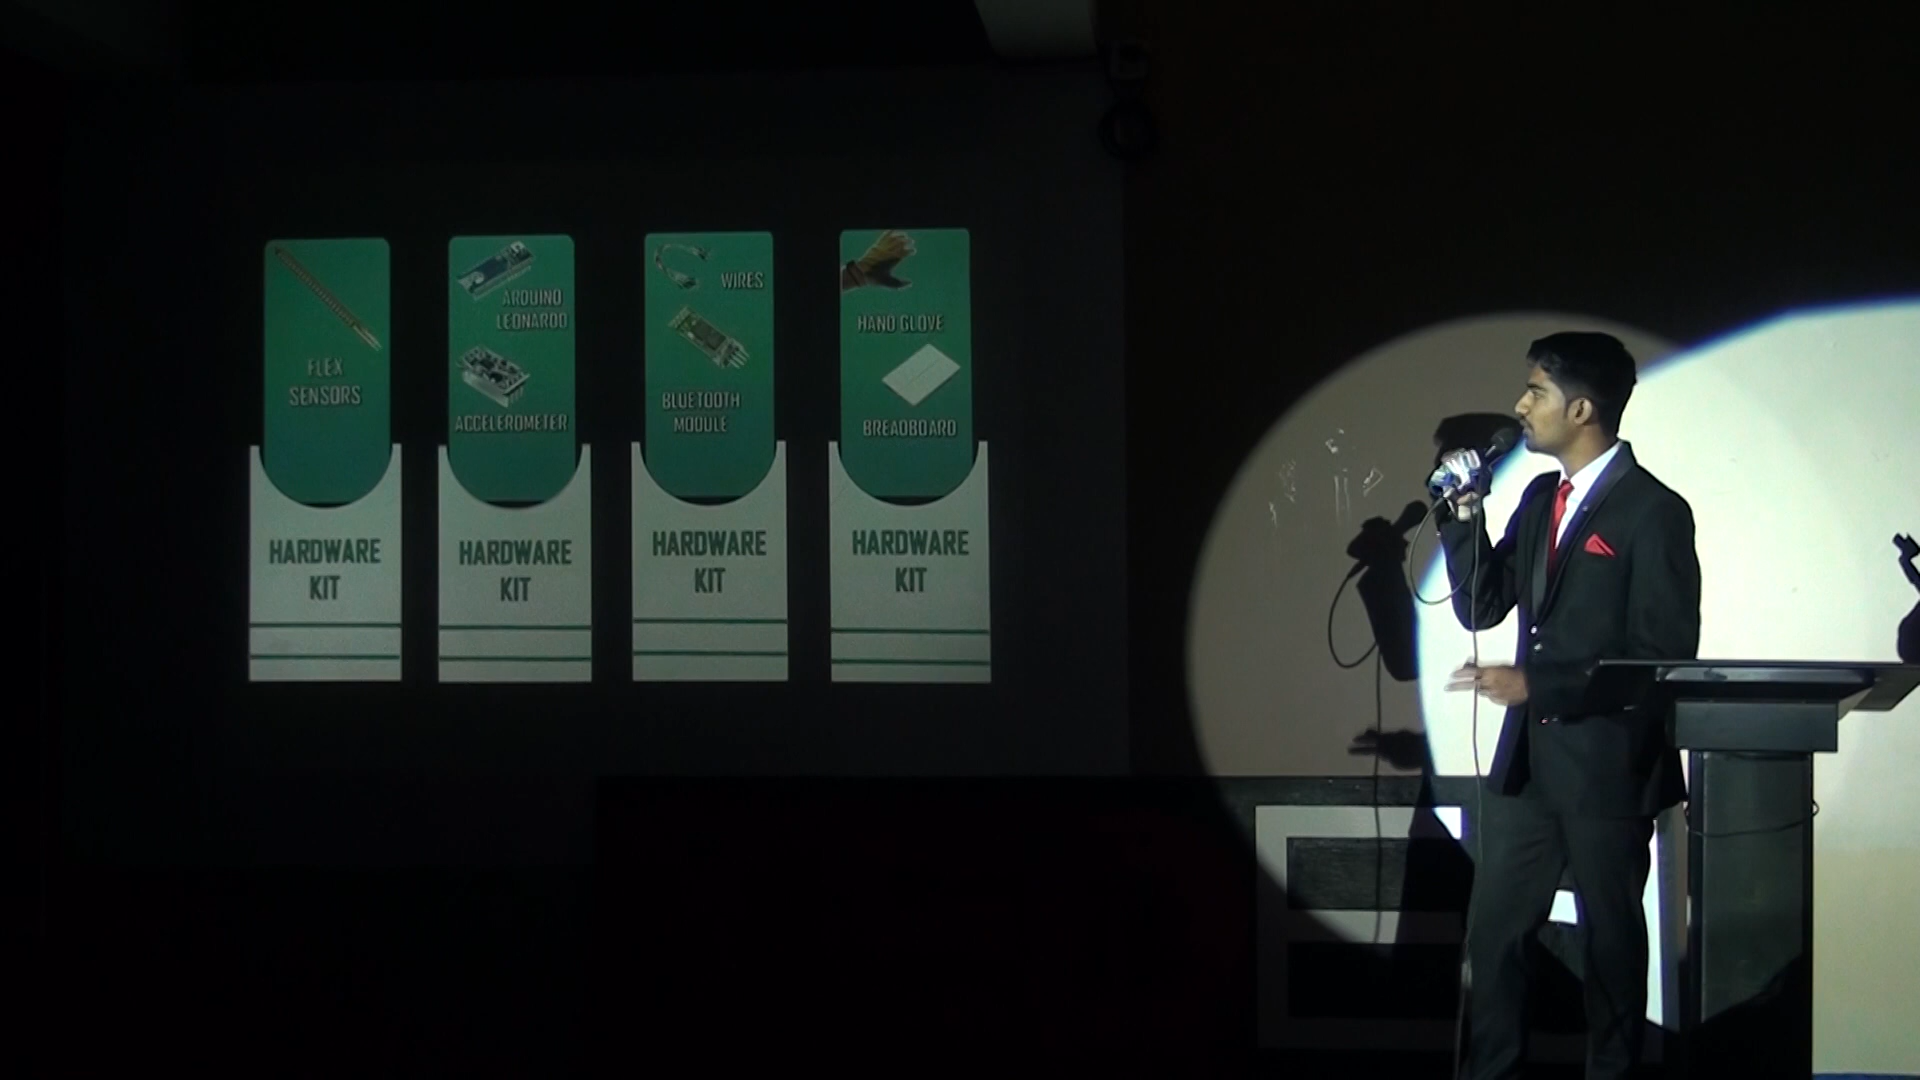 FLEX
SENSORS
HARDWARE
KIT
ARDUINO
LEONARDO
ACCELEROMETER
HARDWARE
KIT
WIRES
BLUETOOTH
MODULE
HARDWARE
KIT
HAND GLOVE
BREADBOARD
HARDWARE
KIT